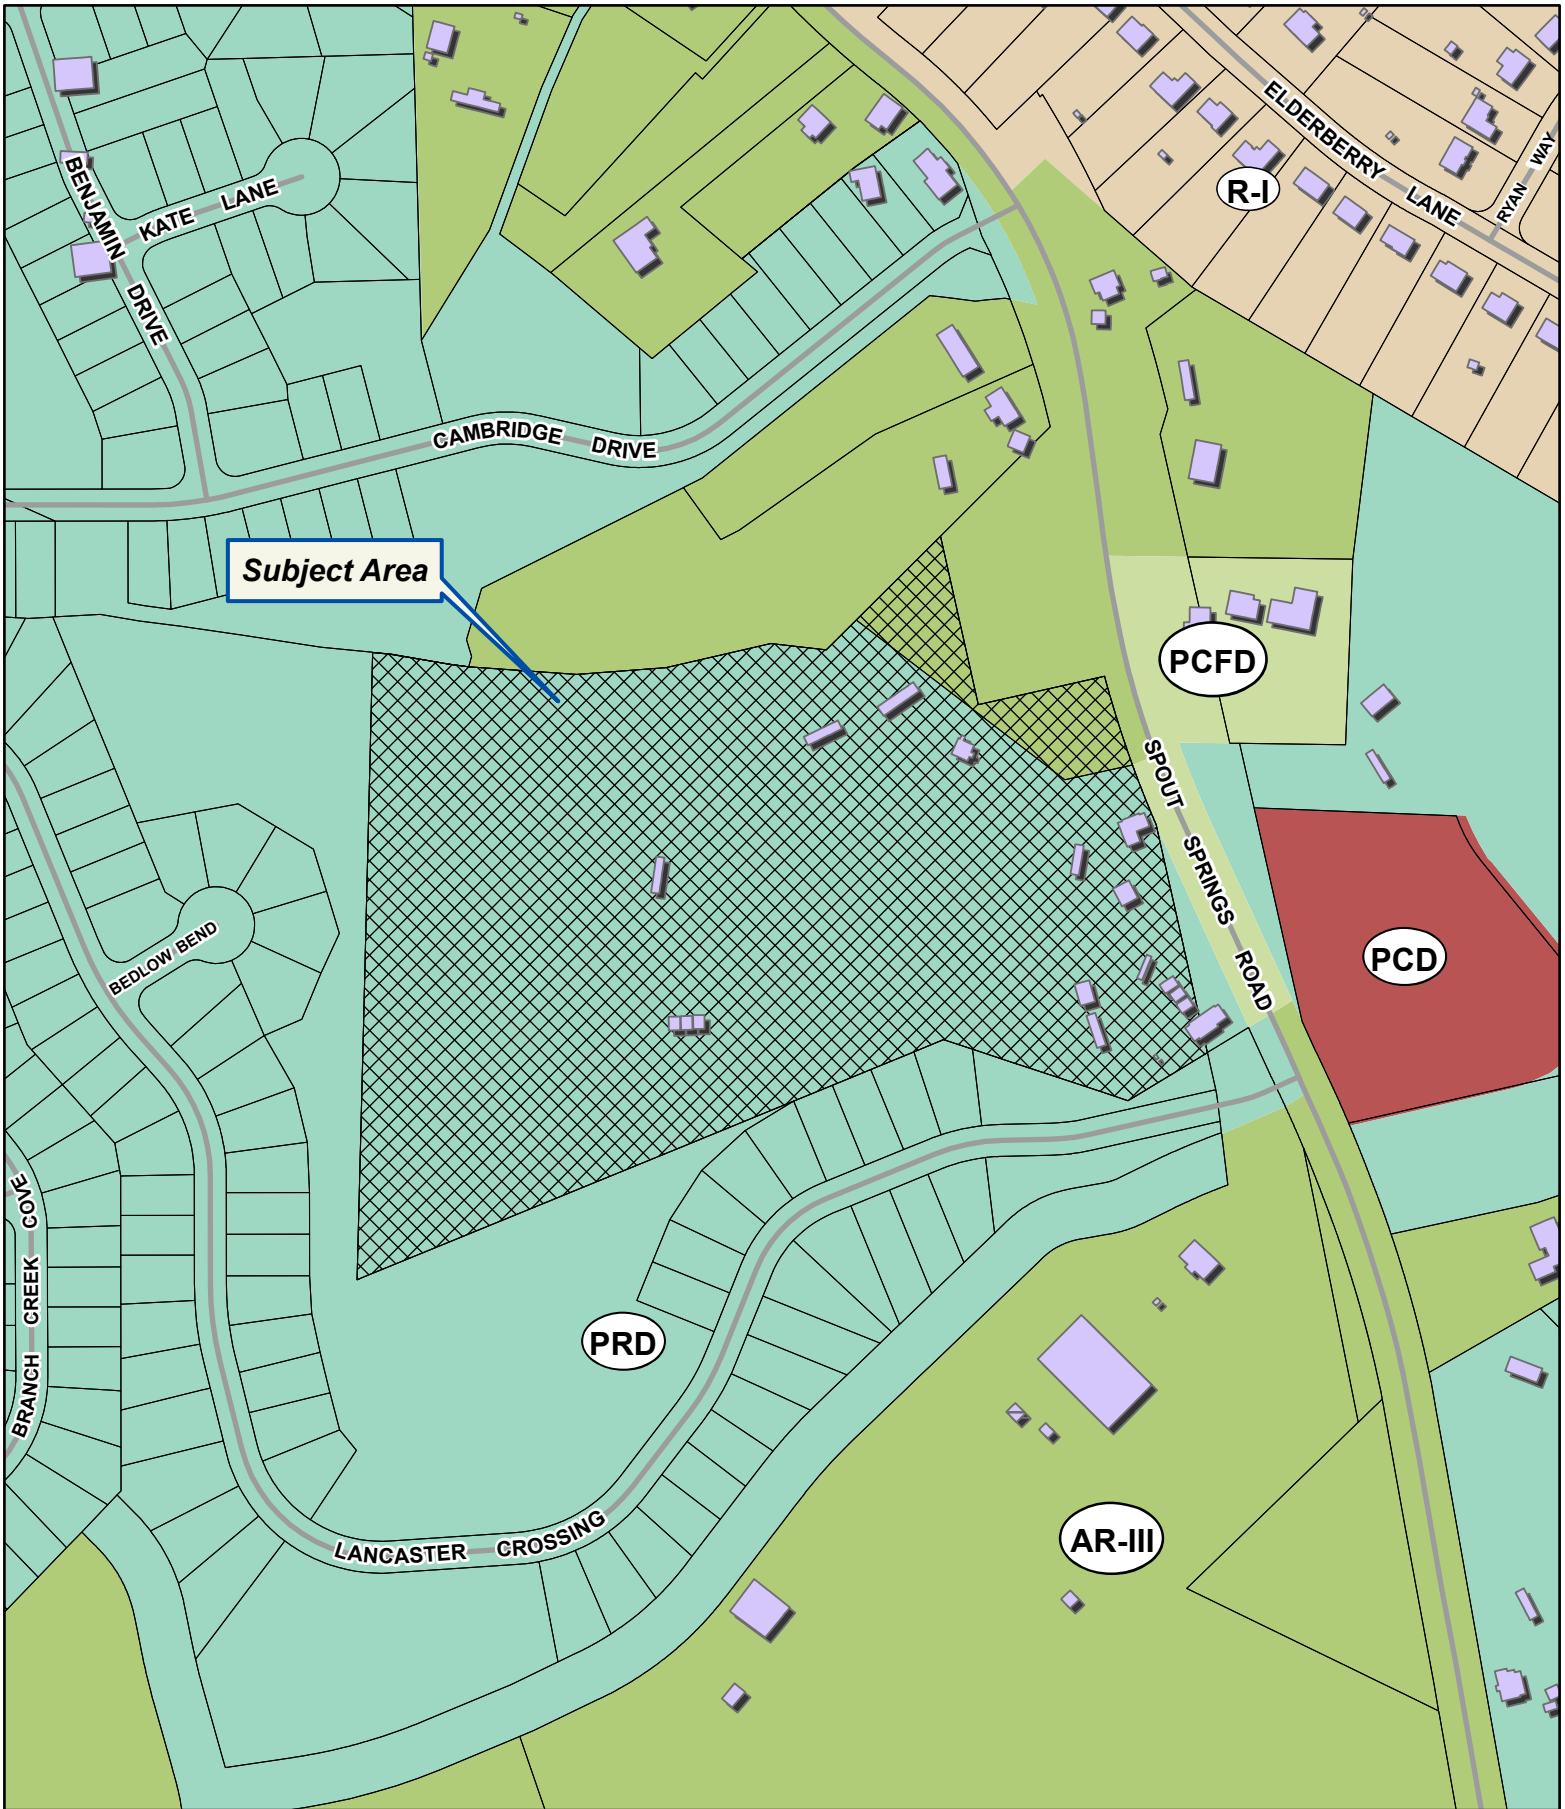 ELDERBERRY LANE
RYAN WAY
R-I
BENJAMIN DRIVE
KATE LANE
CAMBRIDGE DRIVE
Subject Area
PCFD
SPOUT SPRINGS ROAD
PCD
BEDLOW BEND
BRANCH CREEK COVE
PRD
LANCASTER CROSSING
AR-III